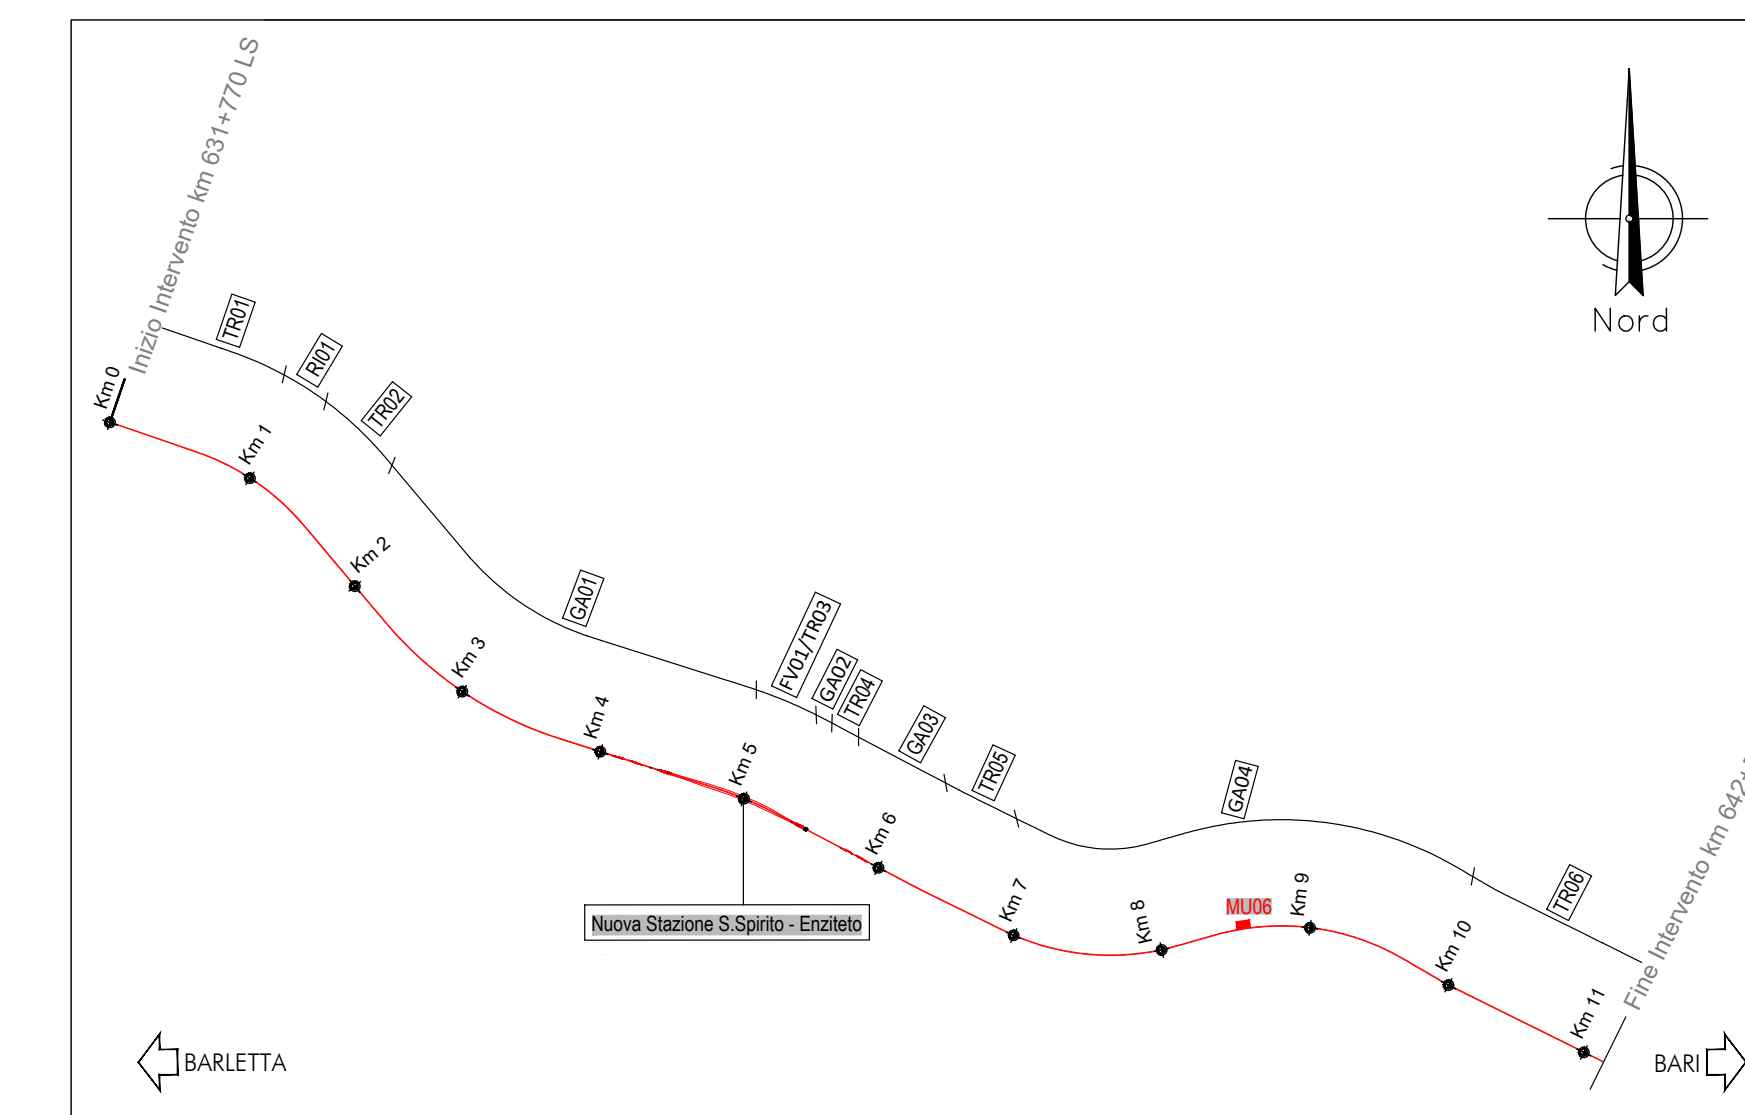 Inizio Intervento km 631+770 LS
Nord
TR01
RI01
TR02
Km 0
Km 1
Km 2
GA01
FV01/TR03
GA02
TR04
Km 3
Km 4
GA03
Km 5
TR05
GA04
Km 6
Km 7
Km 8
MU06
Km 9
TR06
Nuova Stazione S.Spirito - Enziteto
Km 10
Fine Intervento km 642+
Km 11
BARLETTA
BARI